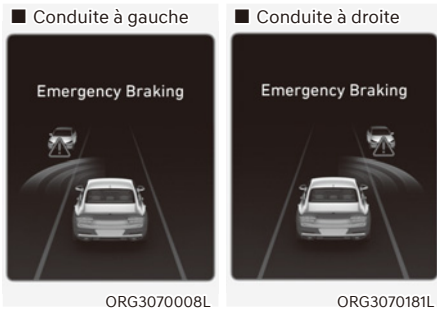 ■ Conduite à gauche
Emergency Braking
ORG3070008L
■ Conduite à droite
Emergency Braking
ORG3070181L